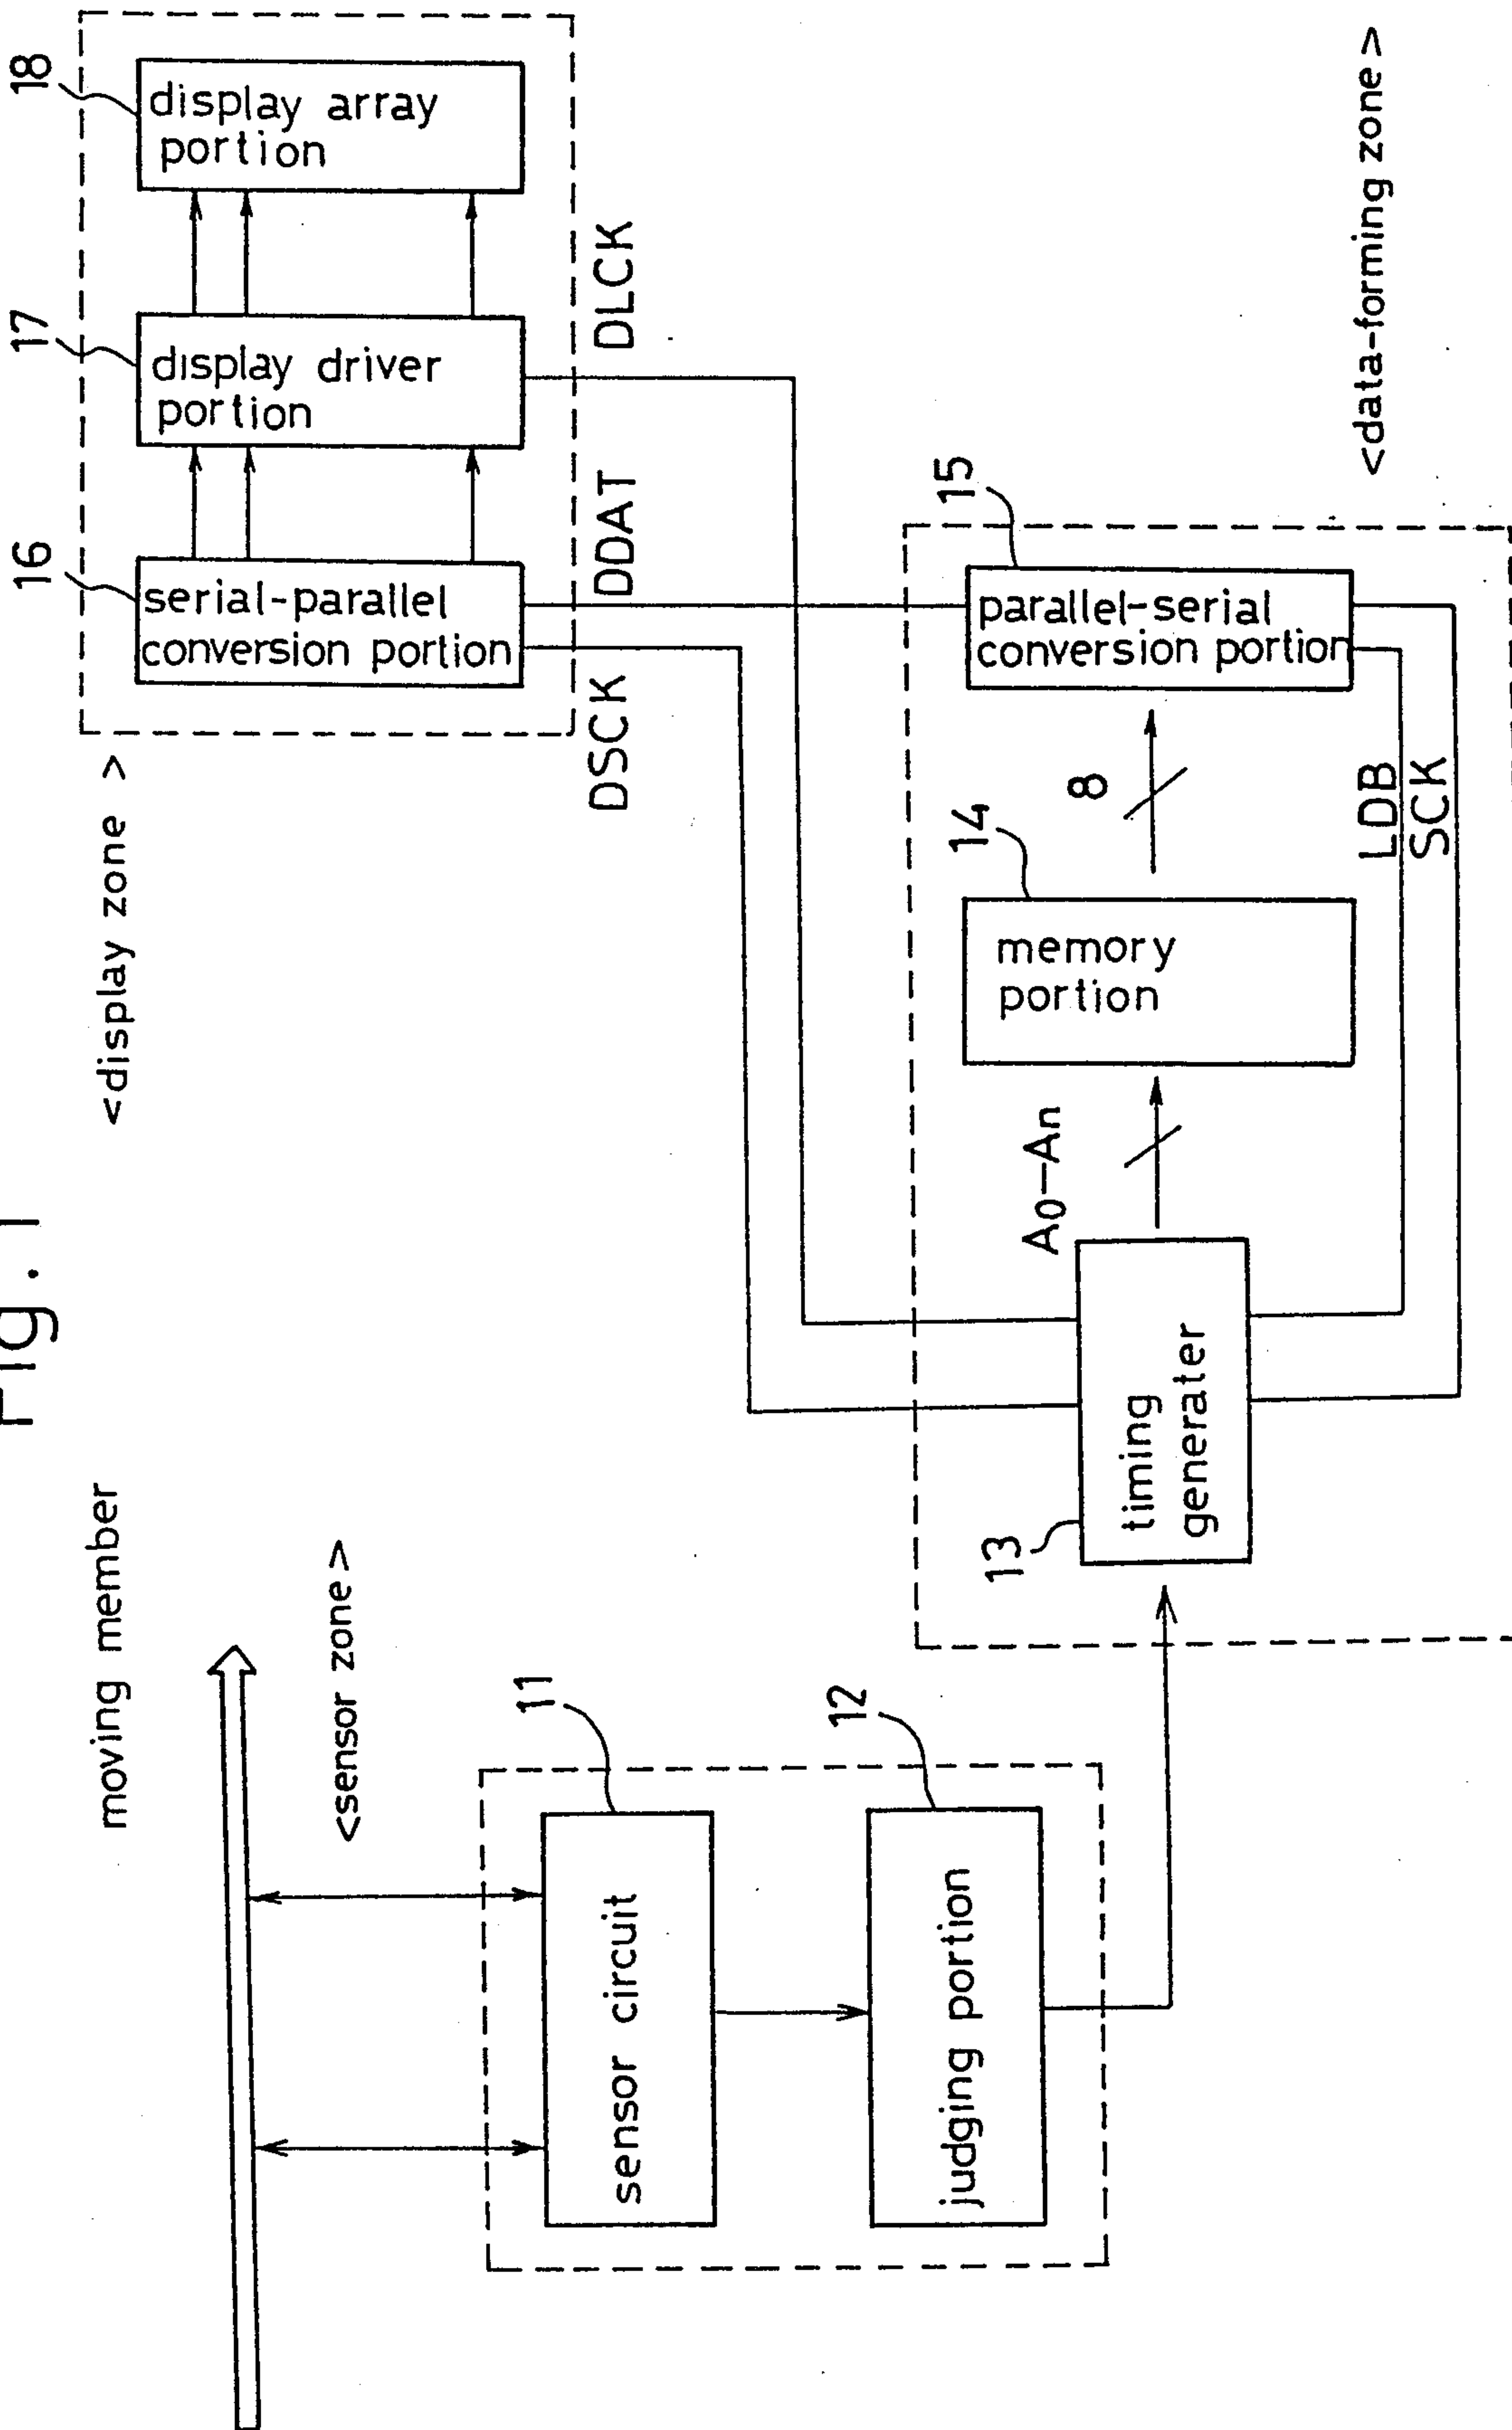 Fig. 1
moving member
<sensor zone>
11
sensor circuit
12
judging portion
<display zone >
16
serial-parallel
conversion portion
17
display driver
portion
18
display array
portion
DSCK
DDAT
DLCK
13
timing
generater
A0-An
14
memory
portion
8
15
parallel-serial
conversion portion
LDB
SCK
<data-forming zone>